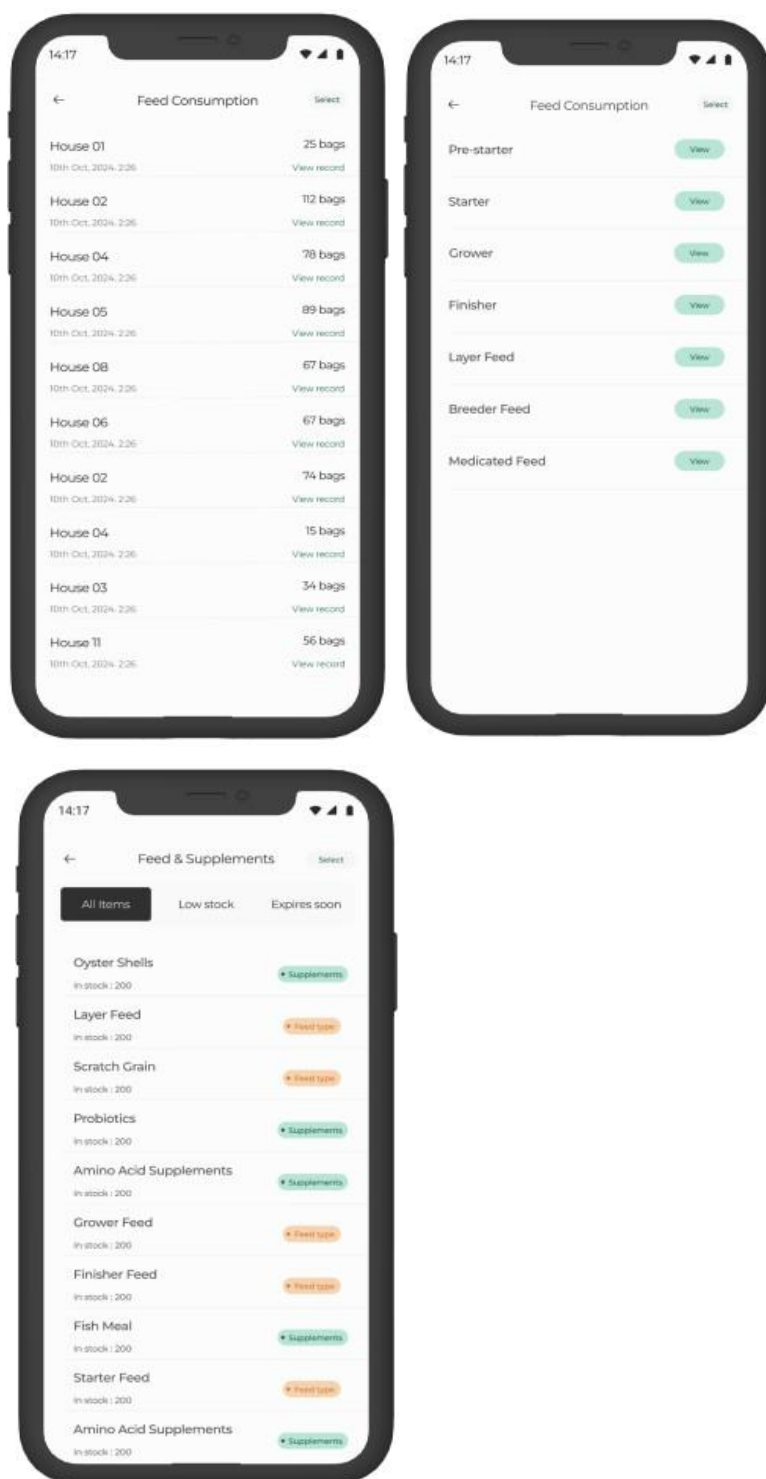 14:17
Feed Consumption
Select
House 01
25 bags
10th Oct, 2024. 2:26
View record
House 02
112 bags
10th Oct, 2024. 2:26
View record
House 04
78 bags
10th Oct, 2024. 2:26
View record
House 05
89 bags
10th Oct, 2024. 2:26
View record
House 08
67 bags
10th Oct, 2024. 2:26
View record
House 06
67 bags
10th Oct, 2024. 2:26
View record
House 02
74 bags
10th Oct, 2024. 2:26
View record
House 04
15 bags
10th Oct, 2024. 2:26
View record
House 03
34 bags
10th Oct, 2024. 2:26
View record
House 11
56 bags
10th Oct, 2024. 2:26
View record
14:17
Feed Consumption
Select
Pre-starter
View
Starter
View
Grower
View
Finisher
View
Layer Feed
View
Breeder Feed
View
Medicated Feed
View
14:17
Feed & Supplements
Select
All Items
Low stock
Expires soon
Oyster Shells
In stock : 200
Supplements
Layer Feed
In stock : 200
Feed type
Scratch Grain
In stock : 200
Feed type
Probiotics
In stock : 200
Supplements
Amino Acid Supplements
In stock : 200
Supplements
Grower Feed
In stock : 200
Feed type
Finisher Feed
In stock : 200
Feed type
Fish Meal
In stock : 200
Supplements
Starter Feed
In stock : 200
Feed type
Amino Acid Supplements
In stock : 200
Supplements